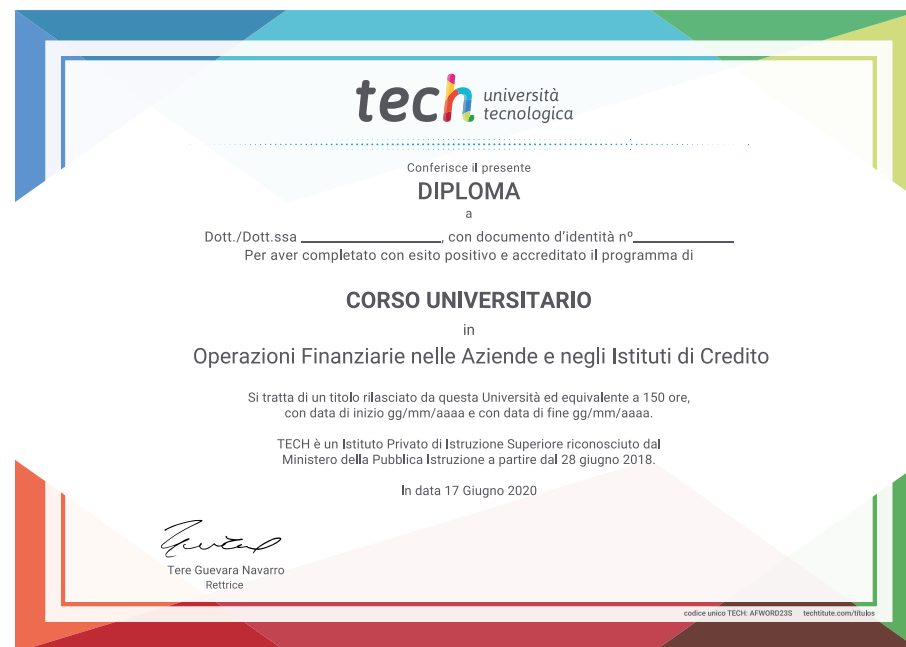 tech università
tecnologica
Conferisce il presente
DIPLOMA
a
Dott./Dott.ssa ____________________, con documento d'identità nº______________
Per aver completato con esito positivo e accreditato il programma di
CORSO UNIVERSITARIO
in
Operazioni Finanziarie nelle Aziende e negli Istituti di Credito
Si tratta di un titolo rilasciato da questa Università ed equivalente a 150 ore,
con data di inizio gg/mm/aaaa e con data di fine gg/mm/aaaa.
TECH è un Istituto Privato di Istruzione Superiore riconosciuto dal
Ministero della Pubblica Istruzione a partire dal 28 giugno 2018.
In data 17 Giugno 2020
Tere Guevara Navarro
Rettrice
codice unico TECH: AFWORD23S techtitute.com/títulos